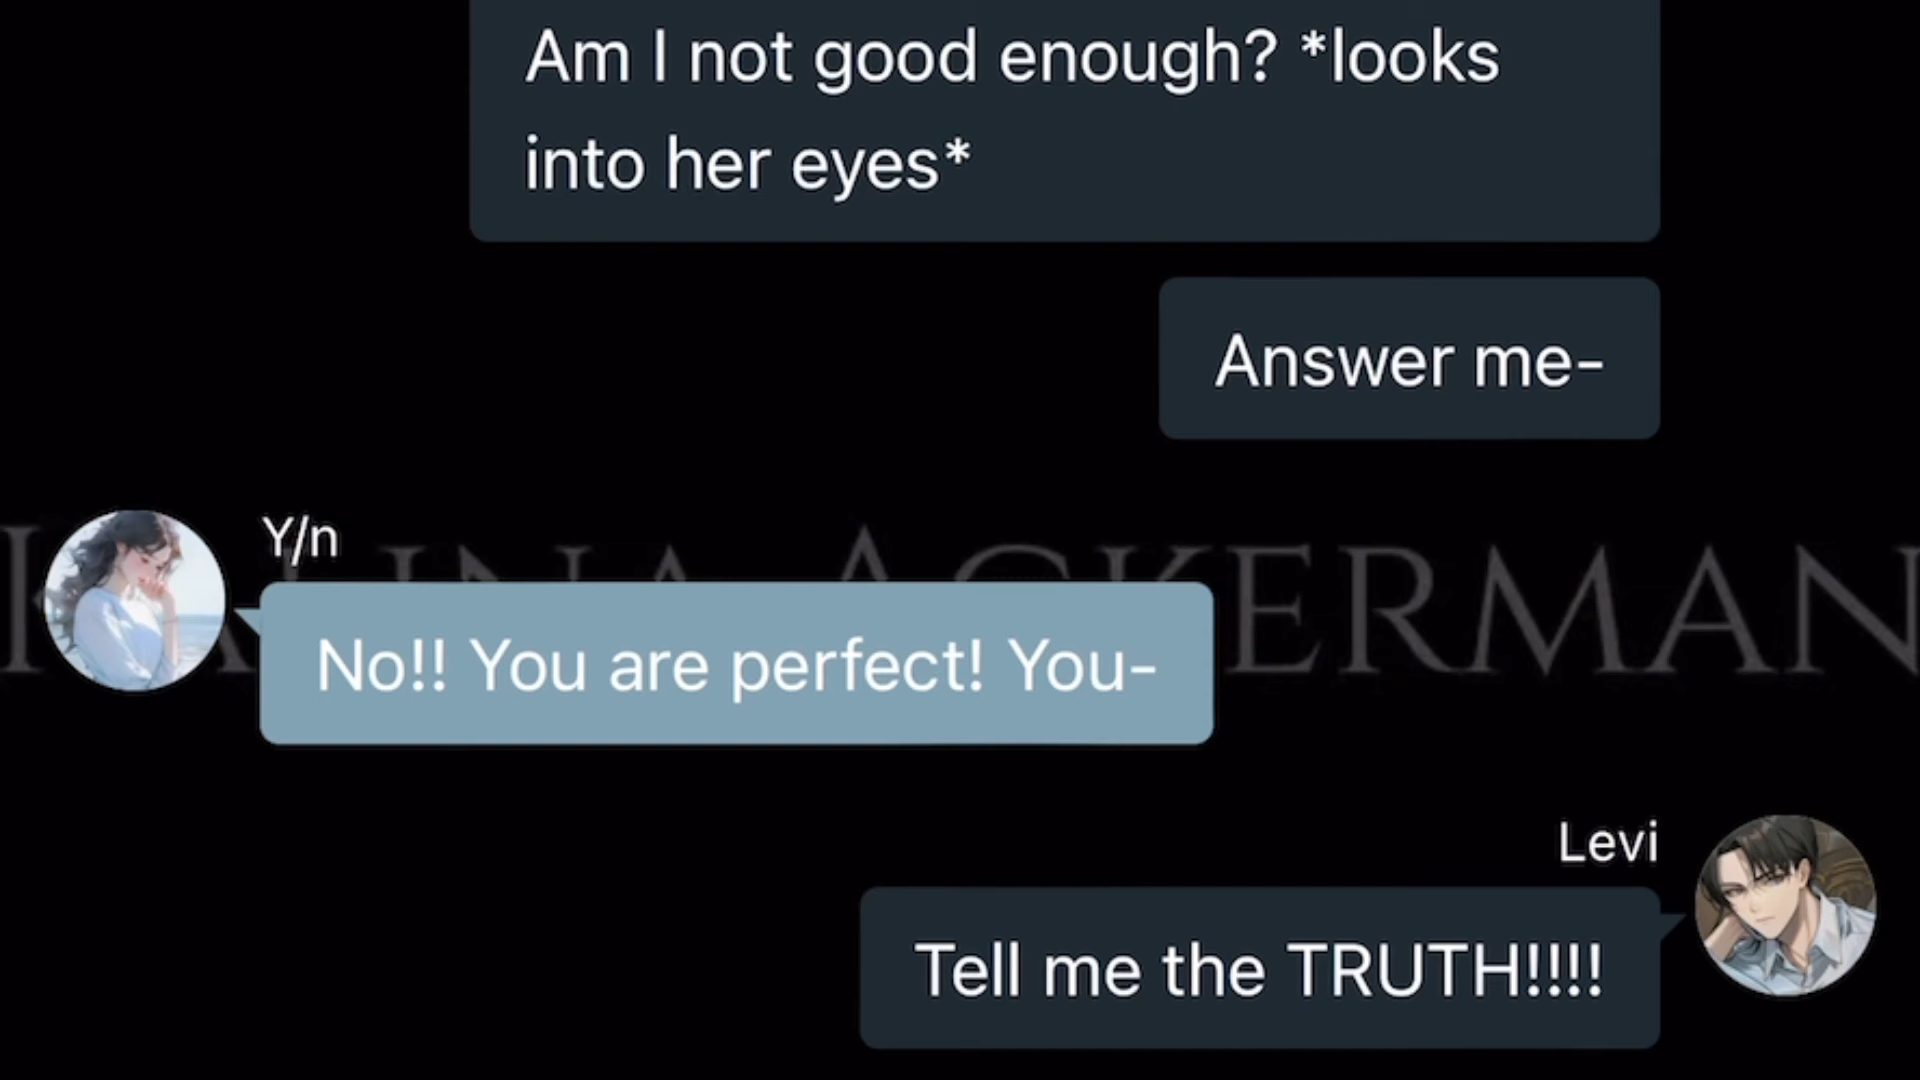 Am I not good enough? *looks
into her eyes*
Answer me-
Y/n
No!! You are perfect! You-
ACKERMAN
Levi
Tell me the TRUTH!!!!